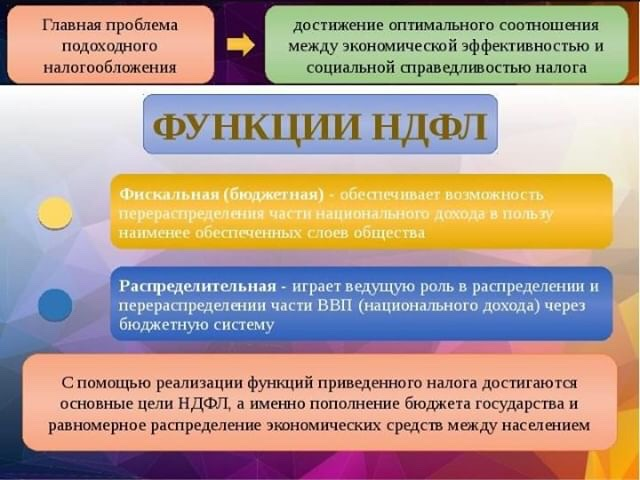 Главная проблема
подоходного
налогообложения
достижение оптимального соотношения
между экономической эффективностью и
социальной справедливостью налога
ФУНКЦИИ НДФЛ
Фискальная (бюджетная) - обеспечивает возможность
перераспределения части национального дохода в пользу
наименее обеспеченных слоев общества
Распределительная - играет ведущую роль в распределении и
перераспределении части ВВП (национального дохода) через
бюджетную систему
С помощью реализации функций приведенного налога достигаются
основные цели НДФЛ, а именно пополнение бюджета государства и
равномерное распределение экономических средств между населением